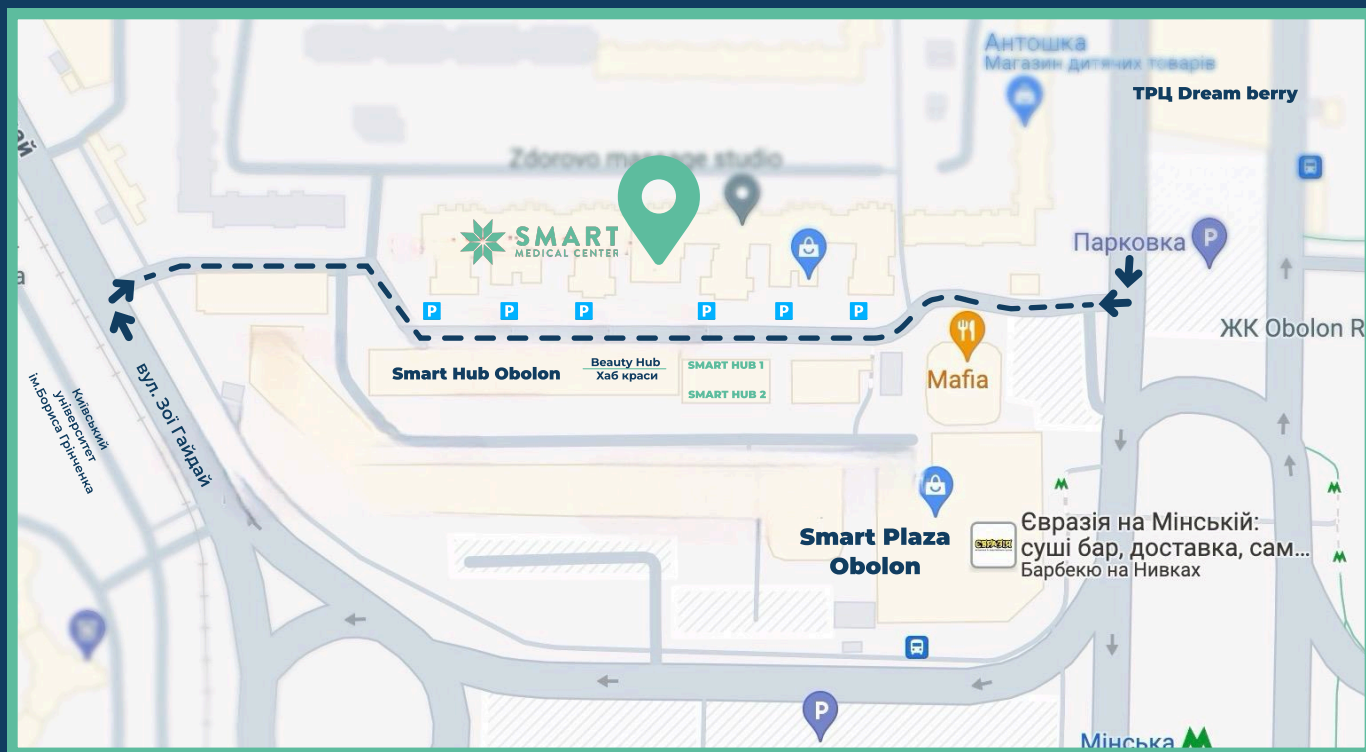 Антошка
Магазин дитячих товарів
ТРЦ Dream berry
ай
Zdorovo massage studio
SMART
MEDICAL CENTER
Парковка
P
а
P
P
P
P
P
P
ЖК Obolon R
Beauty Hub
Хаб краси
SMART HUB 1
SMART HUB 2
Smart Hub Obolon
Mafia
вул. Зої Гайдай
Київський
університет
ім.Бориса Грінченка
Smart Plaza
Obolon
ЄВРАЗІЯ
Євразія на Мінській:
суші бар, доставка, сам...
Барбекю на Нивках
P
Мінська